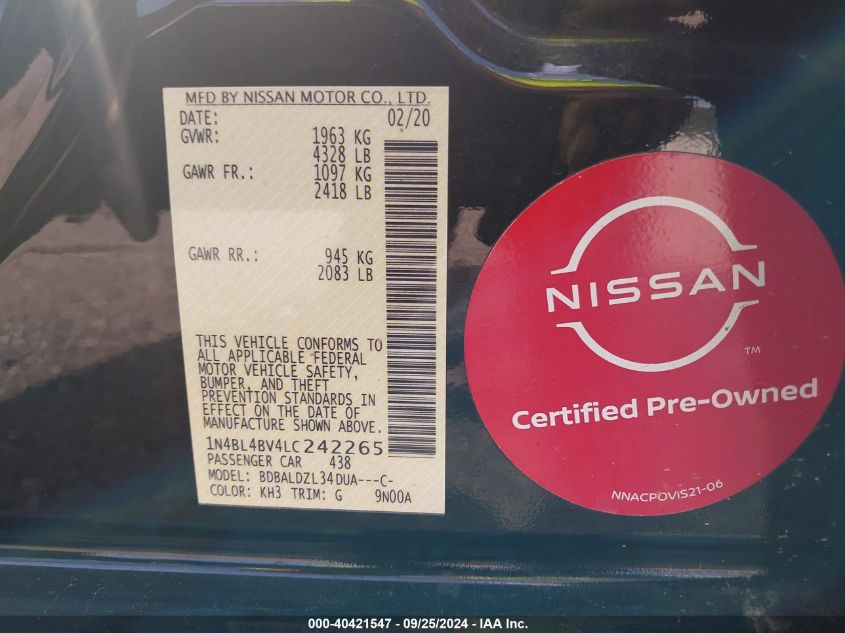 MFD BY NISSAN MOTOR CO., LTD.
DATE: 02/20
GVWR: 1963 KG
4328 LB
GAWR FR.: 1097 KG
2418 LB
GAWR RR.: 945 KG
2083 LB
THIS VEHICLE CONFORMS TO
ALL APPLICABLE FEDERAL
MOTOR VEHICLE SAFETY,
BUMPER, AND THEFT
PREVENTION STANDARDS IN
EFFECT ON THE DATE OF
MANUFACTURE SHOWN ABOVE.
1N4BL4BV4LC242265
PASSENGER CAR 438
MODEL: BDBALDZL34DUA---C-
COLOR: KH3 TRIM: G 9N00A
NISSAN
TM
Certified Pre-Owned
NNACPOVIS21-06
000-40421547 - 09/25/2024 - IAA Inc.